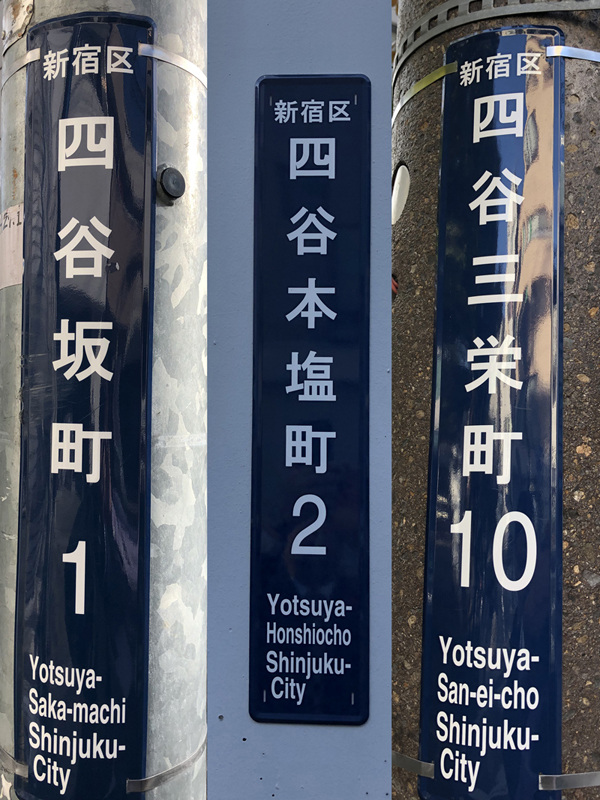 新宿区
四谷坂町
1
Yotsuya-
Saka-machi
Shinjuku-
City
新宿区
四谷本塩町
2
Yotsuya-
Honshiocho
Shinjuku-
City
新宿区
四谷三栄町
10
Yotsuya-
San-ei-cho
Shinjuku-
City